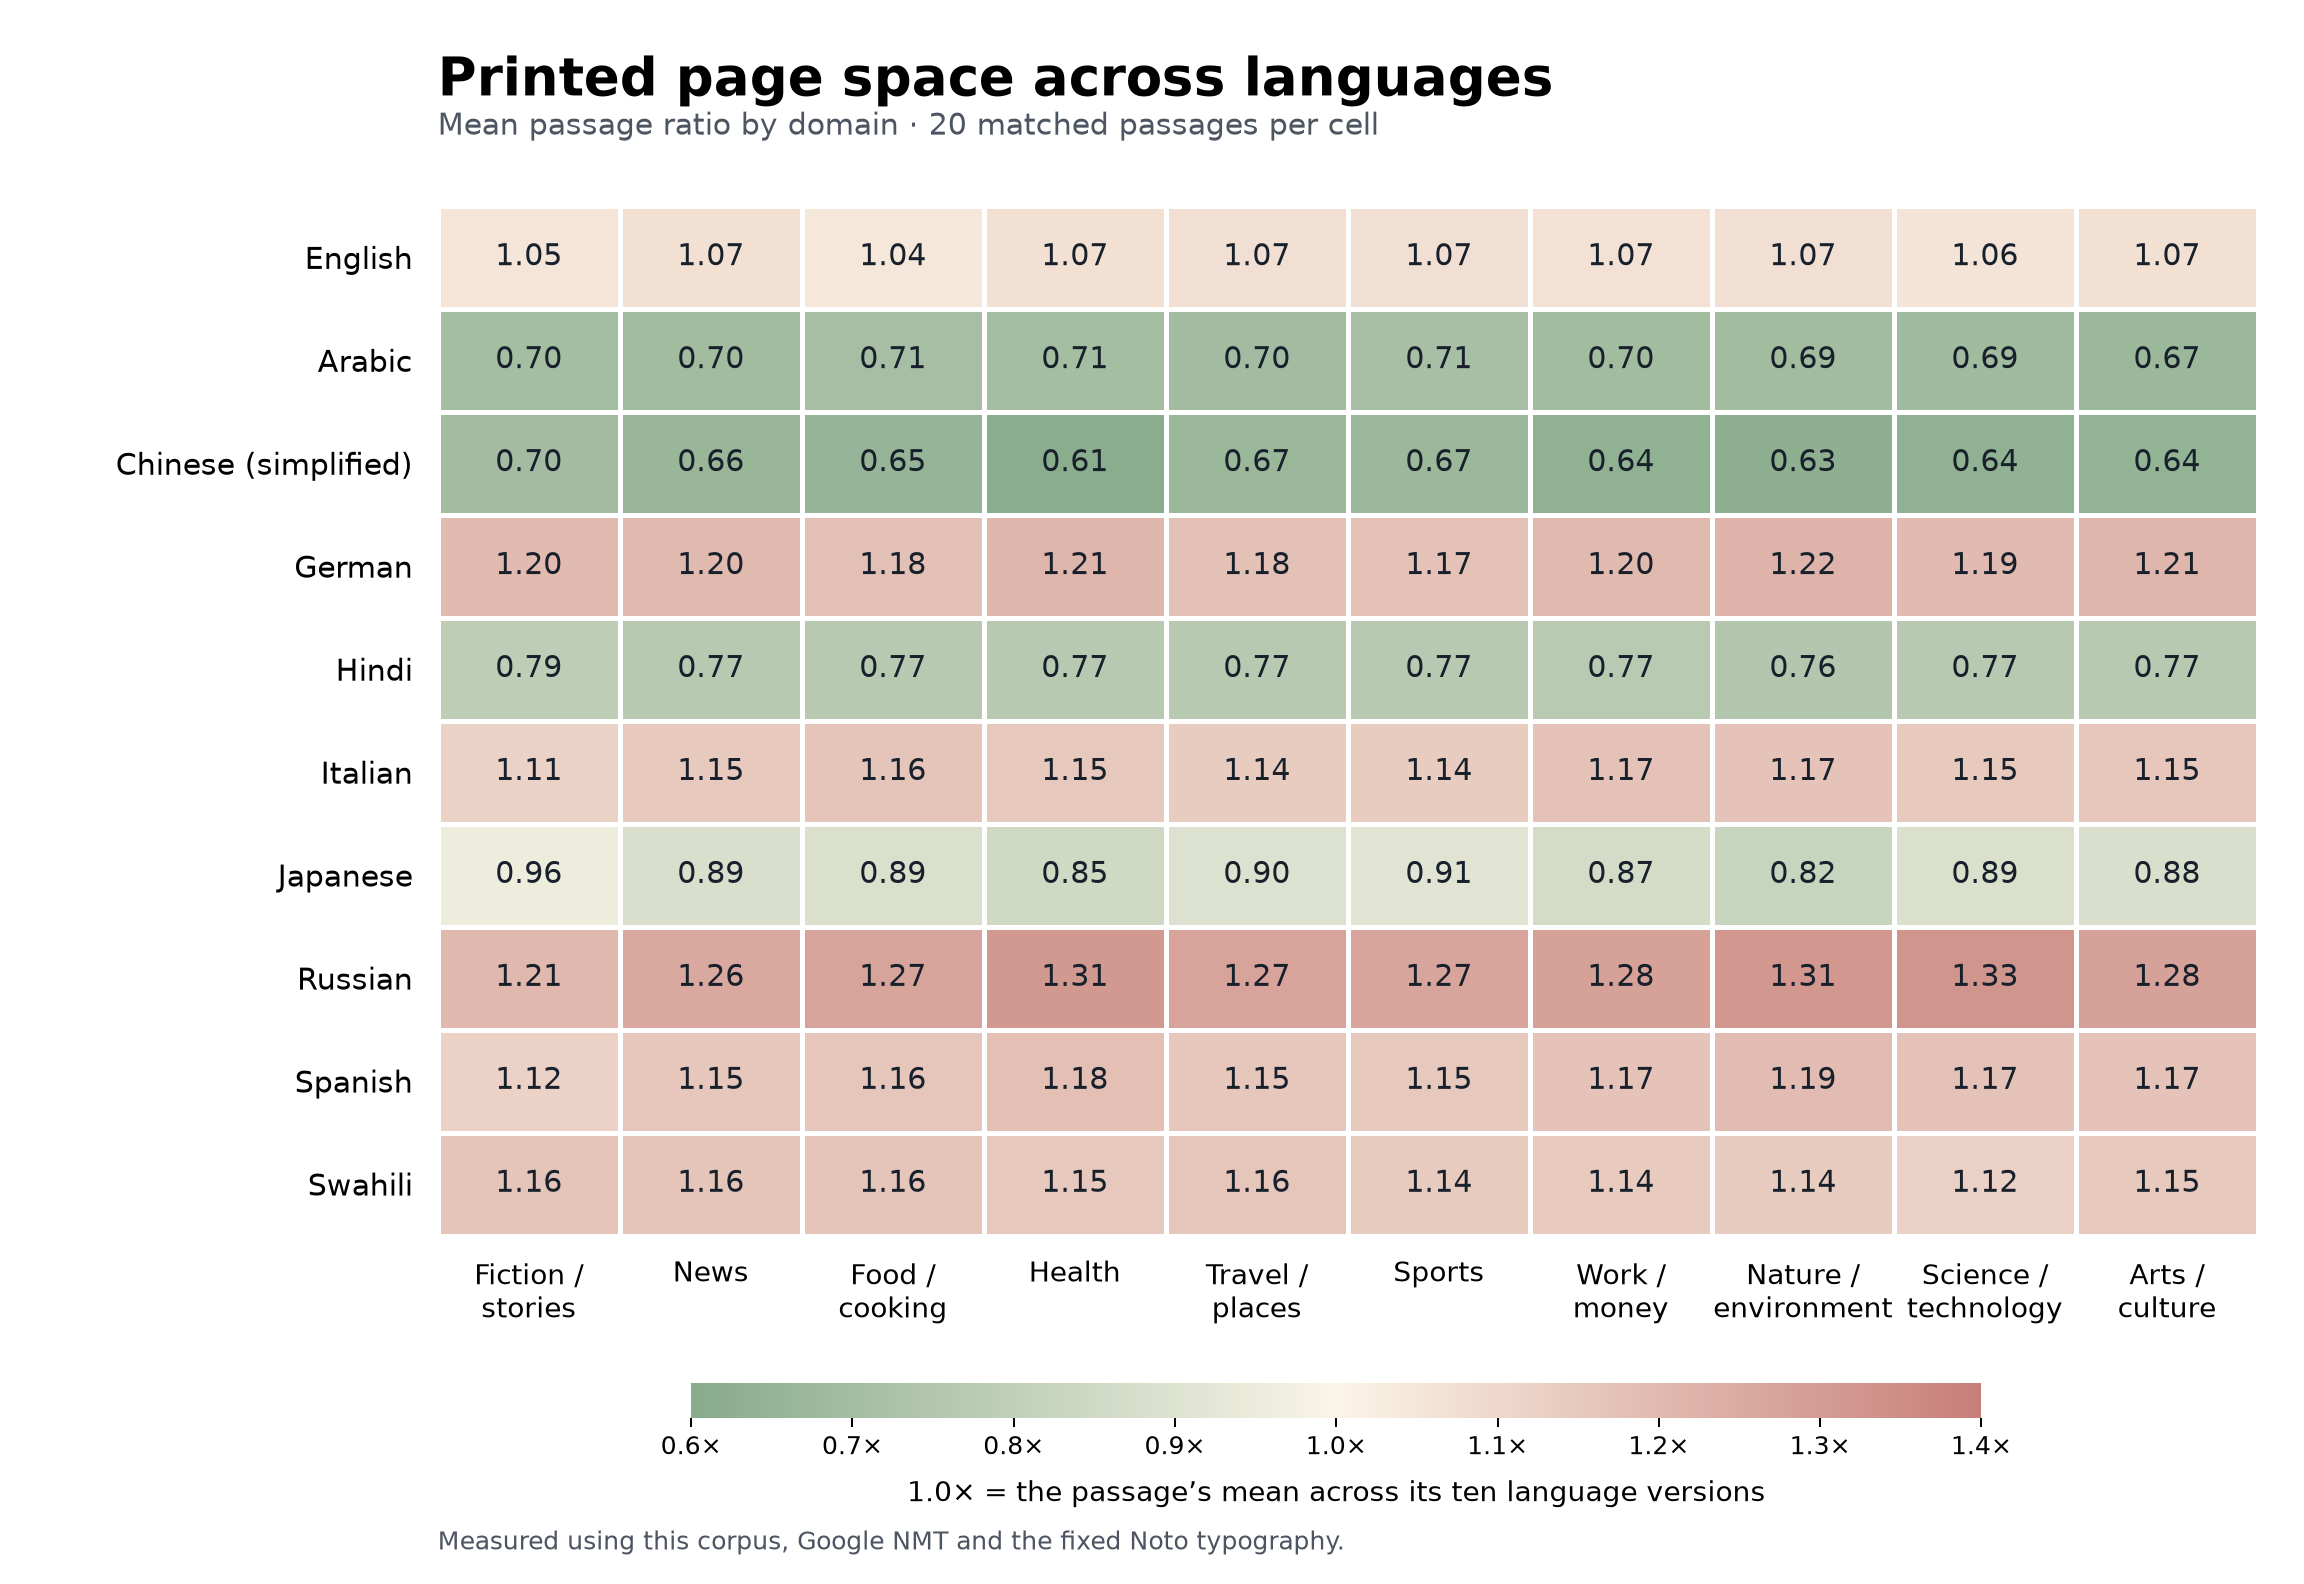 Printed page space across languages
Mean passage ratio by domain · 20 matched passages per cell
English 1.05 1.07 1.04 1.07 1.07 1.07 1.07 1.07 1.06 1.07
Arabic 0.70 0.70 0.71 0.71 0.70 0.71 0.70 0.69 0.69 0.67
Chinese (simplified) 0.70 0.66 0.65 0.61 0.67 0.67 0.64 0.63 0.64 0.64
German 1.20 1.20 1.18 1.21 1.18 1.17 1.20 1.22 1.19 1.21
Hindi 0.79 0.77 0.77 0.77 0.77 0.77 0.77 0.76 0.77 0.77
Italian 1.11 1.15 1.16 1.15 1.14 1.14 1.17 1.17 1.15 1.15
Japanese 0.96 0.89 0.89 0.85 0.90 0.91 0.87 0.82 0.89 0.88
Russian 1.21 1.26 1.27 1.31 1.27 1.27 1.28 1.31 1.33 1.28
Spanish 1.12 1.15 1.16 1.18 1.15 1.15 1.17 1.19 1.17 1.17
Swahili 1.16 1.16 1.16 1.15 1.16 1.14 1.14 1.14 1.12 1.15
Fiction / News Food / Health Travel / Sports Work / Nature / Science / Arts /
stories cooking places money environment technology culture
0.6× 0.7× 0.8× 0.9× 1.0× 1.1× 1.2× 1.3× 1.4×
1.0× = the passage’s mean across its ten language versions
Measured using this corpus, Google NMT and the fixed Noto typography.